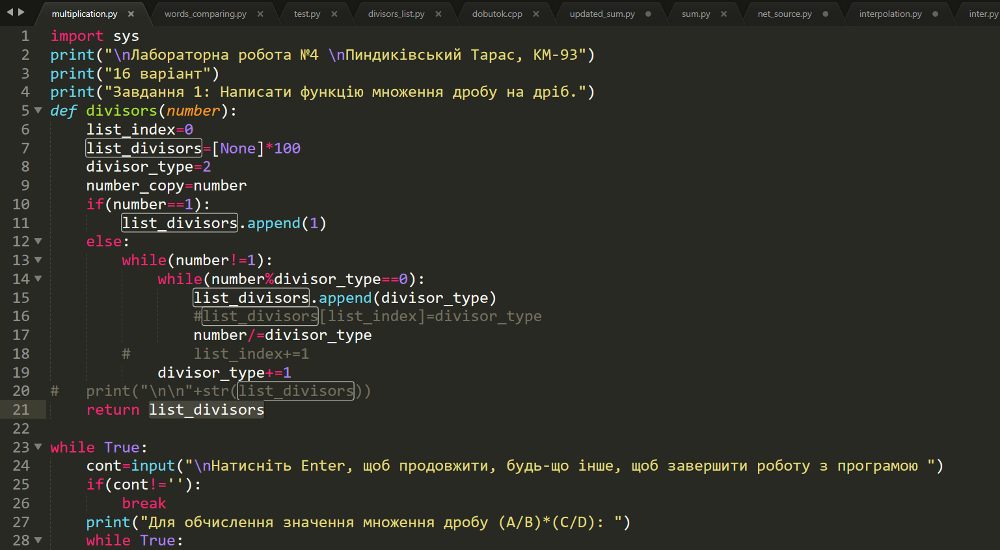 multiplication.py × words_comparing.py × test.py × divisors_list.py × dobutok.cpp × updated_sum.py sum.py × net_source.py interpolation.py inter.py
1 import sys
2 print("\nЛабораторна робота №4 \nПиндиківський Тарас, КМ-93")
3 print("16 варіант")
4 print("Завдання 1: Написати функцію множення дробу на дріб.")
5 def divisors(number):
6 list_index=0
7 list_divisors=[None]*100
8 divisor_type=2
9 number_copy=number
10 if(number==1):
11 list_divisors.append(1)
12 else:
13 while(number!=1):
14 while(number%divisor_type==0):
15 list_divisors.append(divisor_type)
16 #list_divisors[list_index]=divisor_type
17 number/=divisor_type
18 # list_index+=1
19 divisor_type+=1
20 # print("\n\n"+str(list_divisors))
21 return list_divisors
22
23 while True:
24 cont=input("\nНатисніть Enter, щоб продовжити, будь-що інше, щоб завершити роботу з програмою ")
25 if(cont!=''):
26 break
27 print("Для обчислення значення множення дробу (A/B)*(C/D): ")
28 while True: